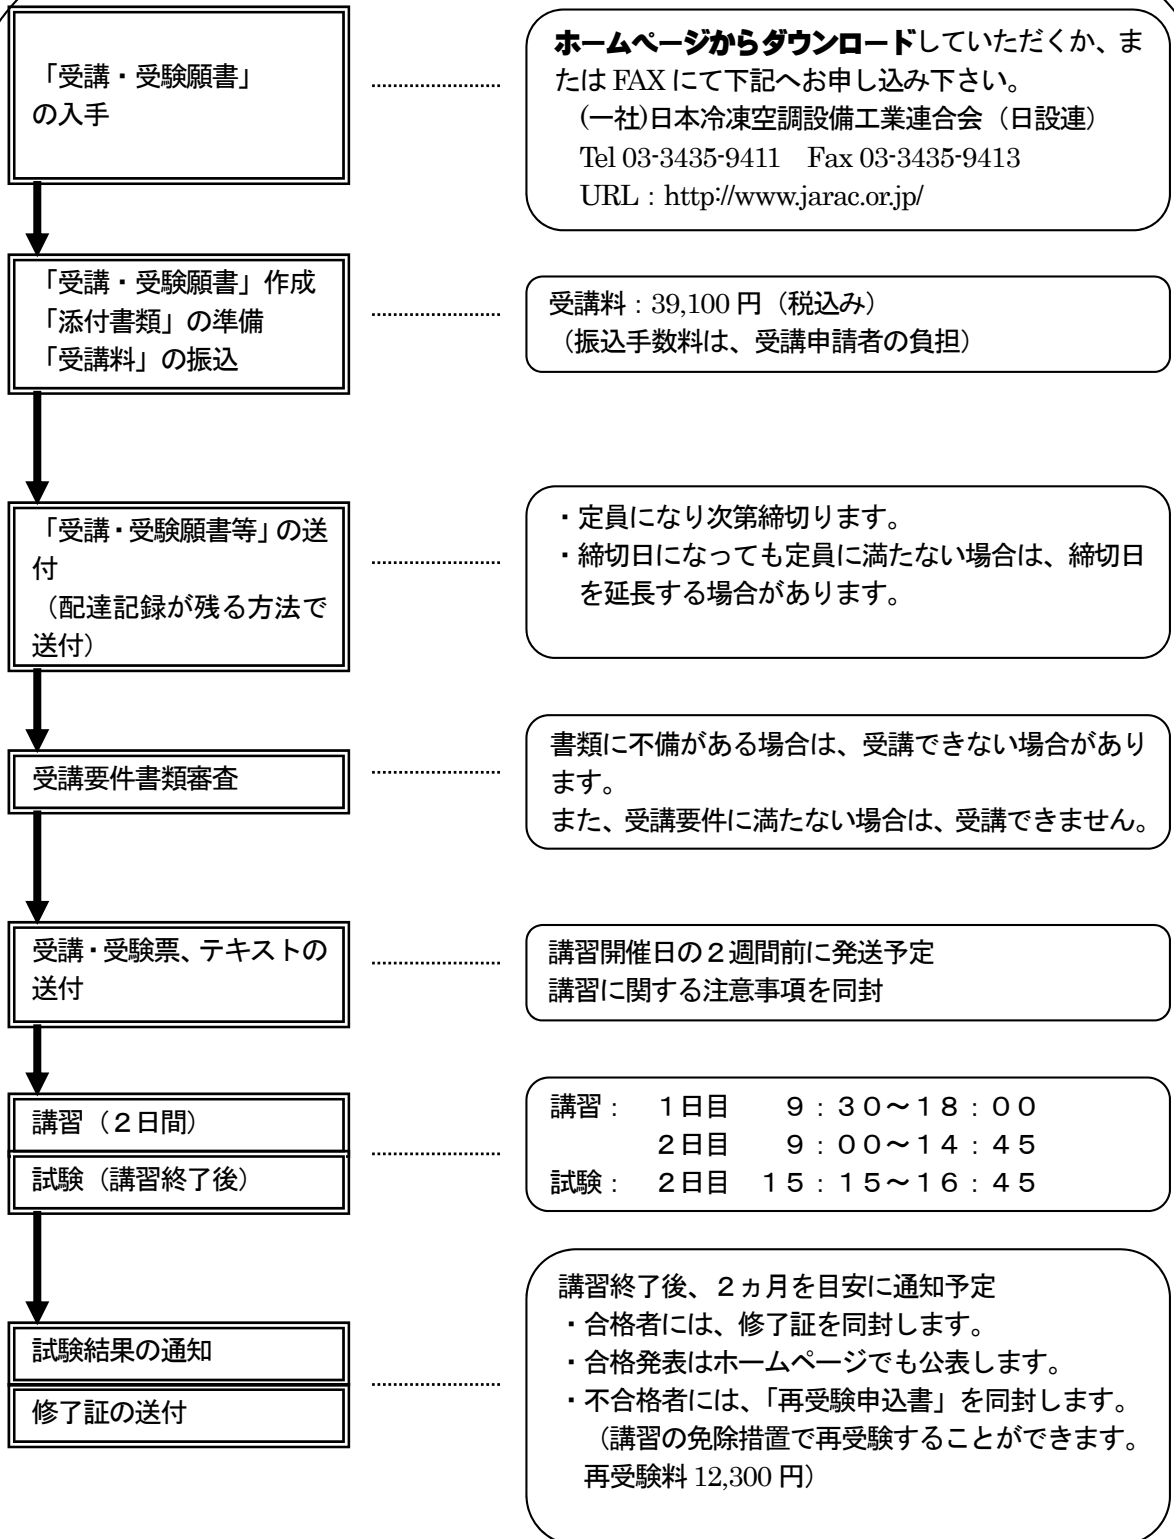 「受講・受験願書」
の入手
ホームページからダウンロードしていただくか、ま
たは FAX にて下記へお申し込み下さい。
(一社)日本冷凍空調設備工業連合会（日設連）
Tel 03-3435-9411　Fax 03-3435-9413
URL：http://www.jarac.or.jp/
「受講・受験願書」作成
「添付書類」の準備
「受講料」の振込
受講料：39,100 円（税込み）
（振込手数料は、受講申請者の負担）
「受講・受験願書等」の送
付
（配達記録が残る方法で
送付）
・定員になり次第締切ります。
・締切日になっても定員に満たない場合は、締切日
を延長する場合があります。
受講要件書類審査
書類に不備がある場合は、受講できない場合があり
ます。
また、受講要件に満たない場合は、受講できません。
受講・受験票、テキストの
送付
講習開催日の２週間前に発送予定
講習に関する注意事項を同封
講習（２日間）
試験（講習終了後）
講習：　１日目　　９：３０～１８：００
２日目　　９：００～１４：４５
試験：　２日目　１５：１５～１６：４５
試験結果の通知
修了証の送付
講習終了後、２ヵ月を目安に通知予定
・合格者には、修了証を同封します。
・合格発表はホームページでも公表します。
・不合格者には、「再受験申込書」を同封します。
（講習の免除措置で再受験することができます。
再受験料 12,300 円）